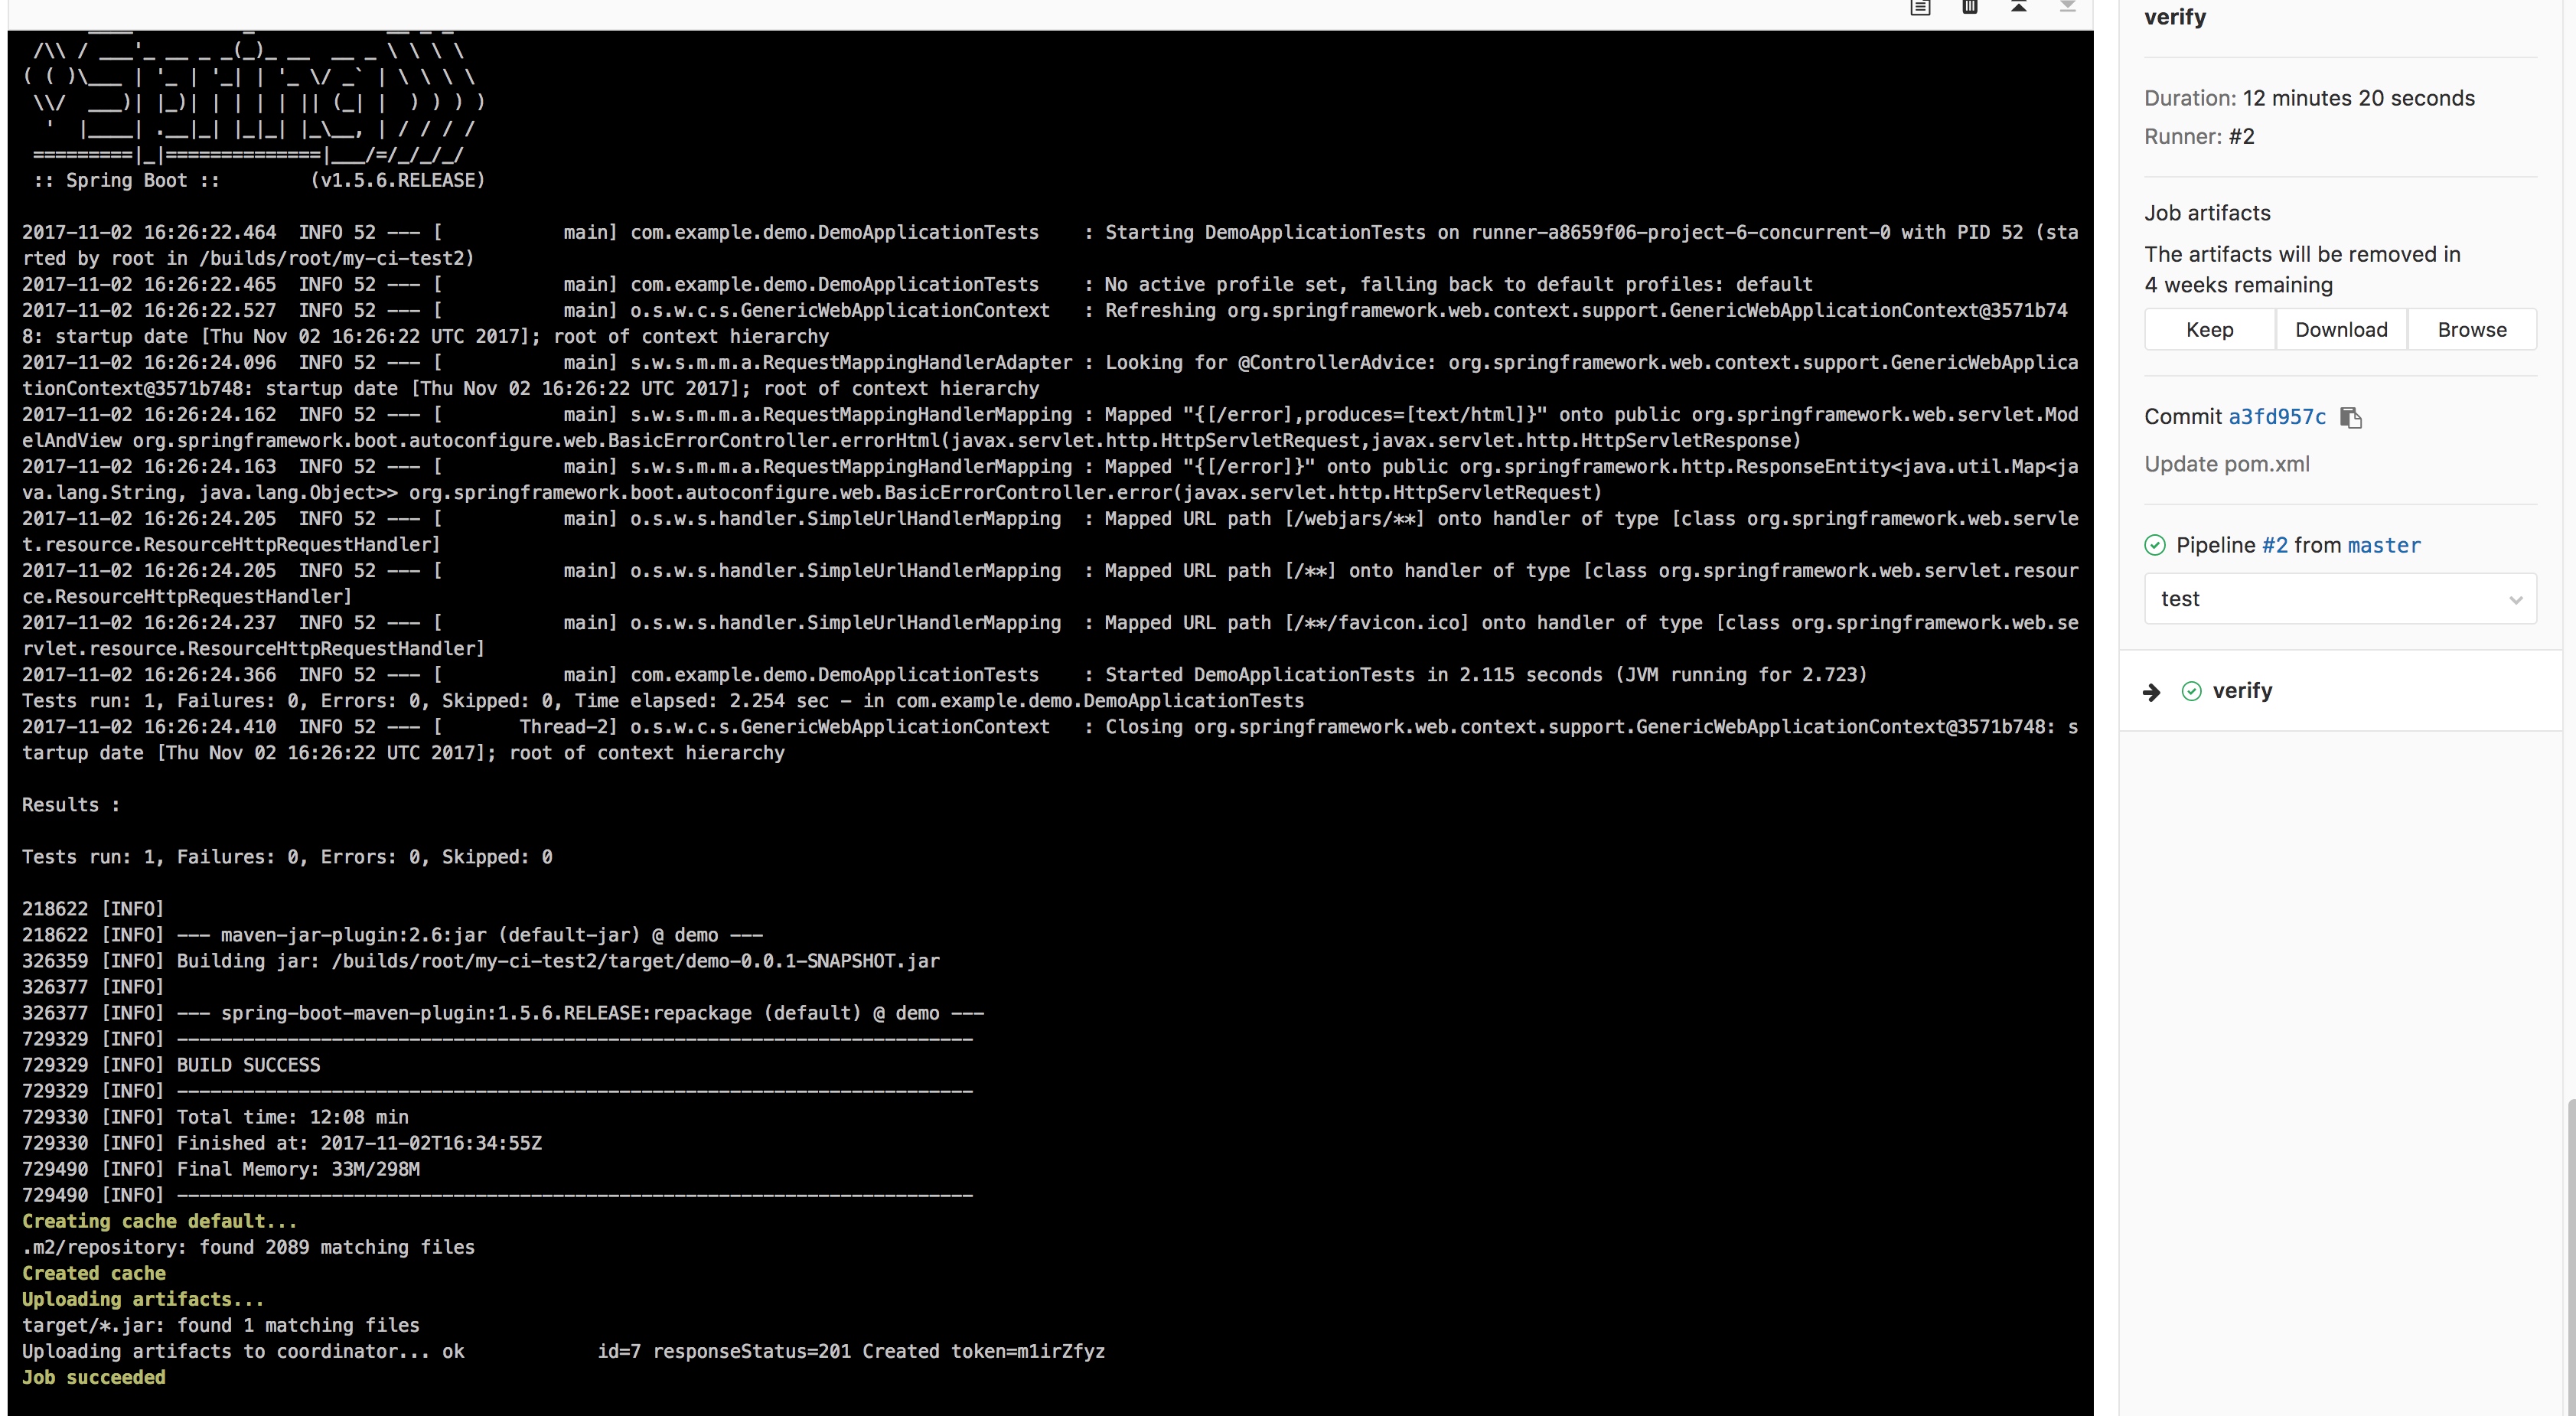 /\\ / ___'_ __ _ _(_)_ __  __ _ \ \ \ \
 ( ( )\___ | '_ | '_| | '_ \/ _` | \ \ \ \
  \\/  ___)| |_)| | | | | || (_| |  ) ) ) )
   '  |____| .__|_| |_|_| |_\__, | / / / /
  =========|_|==============|___/=/_/_/_/
 :: Spring Boot ::        (v1.5.6.RELEASE)
2017-11-02 16:26:22.464  INFO 52 --- [           main] com.example.demo.DemoApplicationTests    : Starting DemoApplicationTests on runner-a8659f06-project-6-concurrent-0 with PID 52 (sta
rted by root in /builds/root/my-ci-test2)
2017-11-02 16:26:22.465  INFO 52 --- [           main] com.example.demo.DemoApplicationTests    : No active profile set, falling back to default profiles: default
2017-11-02 16:26:22.527  INFO 52 --- [           main] o.s.w.c.s.GenericWebApplicationContext   : Refreshing org.springframework.web.context.support.GenericWebApplicationContext@3571b74
8: startup date [Thu Nov 02 16:26:22 UTC 2017]; root of context hierarchy
2017-11-02 16:26:24.096  INFO 52 --- [           main] s.w.s.m.m.a.RequestMappingHandlerAdapter : Looking for @ControllerAdvice: org.springframework.web.context.support.GenericWebApplica
tionContext@3571b748: startup date [Thu Nov 02 16:26:22 UTC 2017]; root of context hierarchy
2017-11-02 16:26:24.162  INFO 52 --- [           main] s.w.s.m.m.a.RequestMappingHandlerMapping : Mapped "{[/error],produces=[text/html]}" onto public org.springframework.web.servlet.Mod
elAndView org.springframework.boot.autoconfigure.web.BasicErrorController.errorHtml(javax.servlet.http.HttpServletRequest,javax.servlet.http.HttpServletResponse)
2017-11-02 16:26:24.163  INFO 52 --- [           main] s.w.s.m.m.a.RequestMappingHandlerMapping : Mapped "{[/error]}" onto public org.springframework.http.ResponseEntity<java.util.Map<ja
va.lang.String, java.lang.Object>> org.springframework.boot.autoconfigure.web.BasicErrorController.error(javax.servlet.http.HttpServletRequest)
2017-11-02 16:26:24.205  INFO 52 --- [           main] o.s.w.s.handler.SimpleUrlHandlerMapping  : Mapped URL path [/webjars/**] onto handler of type [class org.springframework.web.servle
t.resource.ResourceHttpRequestHandler]
2017-11-02 16:26:24.205  INFO 52 --- [           main] o.s.w.s.handler.SimpleUrlHandlerMapping  : Mapped URL path [/**] onto handler of type [class org.springframework.web.servlet.resour
ce.ResourceHttpRequestHandler]
2017-11-02 16:26:24.237  INFO 52 --- [           main] o.s.w.s.handler.SimpleUrlHandlerMapping  : Mapped URL path [/**/favicon.ico] onto handler of type [class org.springframework.web.se
rvlet.resource.ResourceHttpRequestHandler]
2017-11-02 16:26:24.366  INFO 52 --- [           main] com.example.demo.DemoApplicationTests    : Started DemoApplicationTests in 2.115 seconds (JVM running for 2.723)
Tests run: 1, Failures: 0, Errors: 0, Skipped: 0, Time elapsed: 2.254 sec - in com.example.demo.DemoApplicationTests
2017-11-02 16:26:24.410  INFO 52 --- [       Thread-2] o.s.w.c.s.GenericWebApplicationContext   : Closing org.springframework.web.context.support.GenericWebApplicationContext@3571b748: s
tartup date [Thu Nov 02 16:26:22 UTC 2017]; root of context hierarchy
Results :
Tests run: 1, Failures: 0, Errors: 0, Skipped: 0
218622 [INFO]
218622 [INFO] --- maven-jar-plugin:2.6:jar (default-jar) @ demo ---
326359 [INFO] Building jar: /builds/root/my-ci-test2/target/demo-0.0.1-SNAPSHOT.jar
326377 [INFO]
326377 [INFO] --- spring-boot-maven-plugin:1.5.6.RELEASE:repackage (default) @ demo ---
729329 [INFO] ------------------------------------------------------------------------
729329 [INFO] BUILD SUCCESS
729329 [INFO] ------------------------------------------------------------------------
729330 [INFO] Total time: 12:08 min
729330 [INFO] Finished at: 2017-11-02T16:34:55Z
729490 [INFO] Final Memory: 33M/298M
729490 [INFO] ------------------------------------------------------------------------
Creating cache default...
.m2/repository: found 2089 matching files
Created cache
Uploading artifacts...
target/*.jar: found 1 matching files
Uploading artifacts to coordinator... ok            id=7 responseStatus=201 Created token=m1irZfyz
Job succeeded
verify
Duration: 12 minutes 20 seconds
Runner: #2
Job artifacts
The artifacts will be removed in
4 weeks remaining
Keep Download Browse
Commit a3fd957c
Update pom.xml
Pipeline #2 from master
test
verify